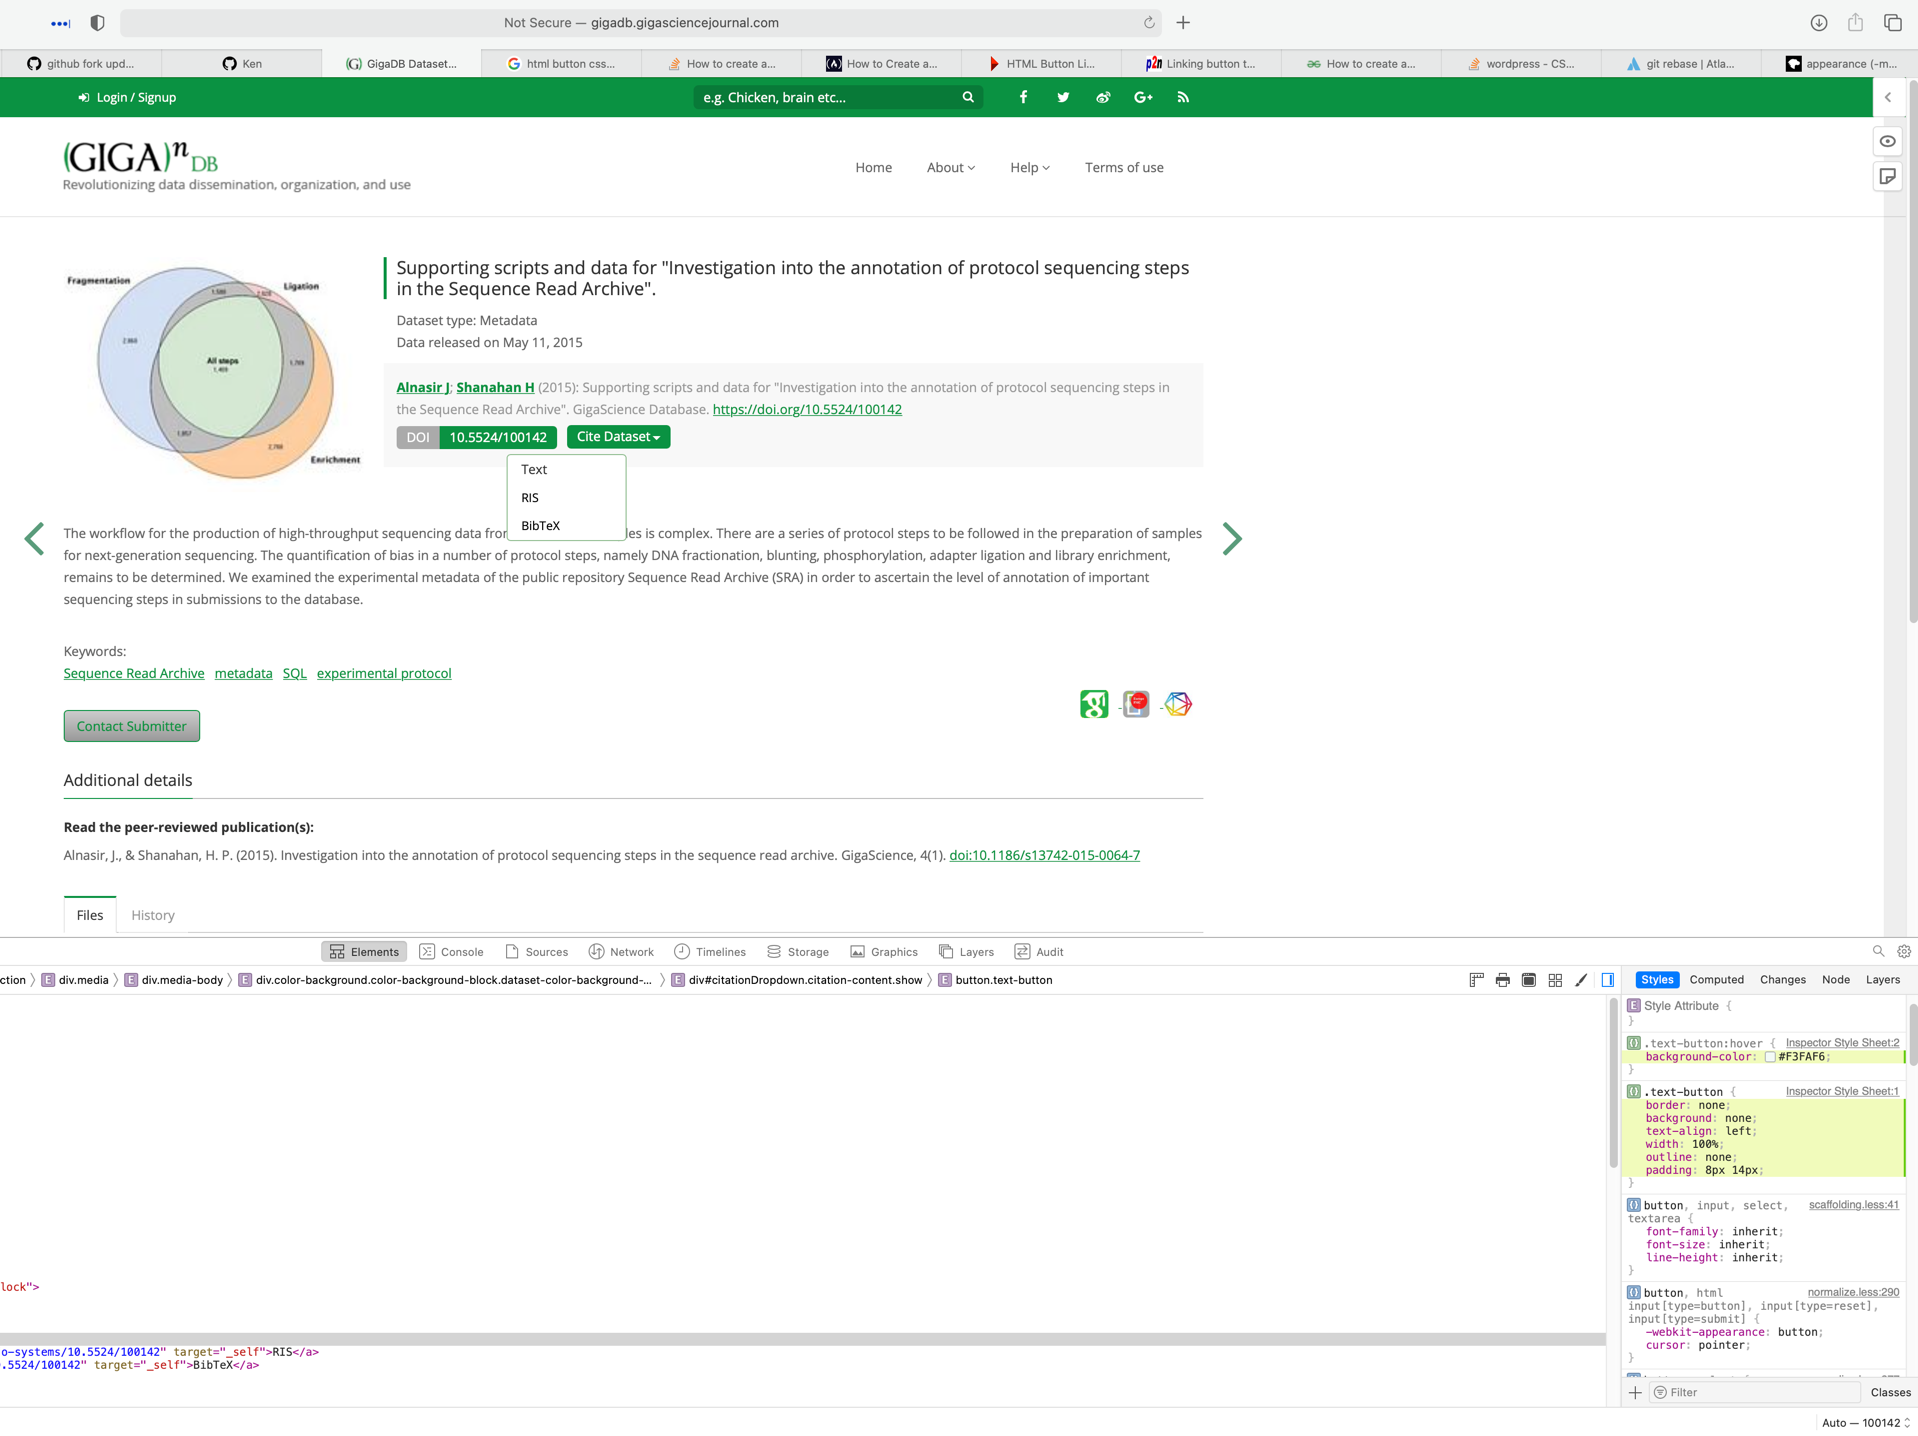 Not Secure — gigadb.gigasciencejournal.com
github fork upd...
Ken
GigaDB Dataset...
html button css...
How to create a...
How to Create a...
HTML Button Li...
Linking button t...
How to create a...
wordpress - CS...
git rebase | Atla...
appearance (-m...
Login / Signup
e.g. Chicken, brain etc...
(GIGA)n DB
Revolutionizing data dissemination, organization, and use
Home
About
Help
Terms of use
Fragmentation
Ligation
All steps
Enrichment
Supporting scripts and data for "Investigation into the annotation of protocol sequencing steps
in the Sequence Read Archive".
Dataset type: Metadata
Data released on May 11, 2015
Alnasir J; Shanahan H (2015): Supporting scripts and data for "Investigation into the annotation of protocol sequencing steps in
the Sequence Read Archive". GigaScience Database. https://doi.org/10.5524/100142
DOI 10.5524/100142 Cite Dataset
Text
RIS
BibTeX
The workflow for the production of high-throughput sequencing data fro les is complex. There are a series of protocol steps to be followed in the preparation of samples
for next-generation sequencing. The quantification of bias in a number of protocol steps, namely DNA fractionation, blunting, phosphorylation, adapter ligation and library enrichment,
remains to be determined. We examined the experimental metadata of the public repository Sequence Read Archive (SRA) in order to ascertain the level of annotation of important
sequencing steps in submissions to the database.
Keywords:
Sequence Read Archive metadata SQL experimental protocol
Contact Submitter
Additional details
Read the peer-reviewed publication(s):
Alnasir, J., & Shanahan, H. P. (2015). Investigation into the annotation of protocol sequencing steps in the sequence read archive. GigaScience, 4(1). doi:10.1186/s13742-015-0064-7
Files
History
Elements
Console
Sources
Network
Timelines
Storage
Graphics
Layers
Audit
ction
E div.media
E div.media-body
E div.color-background.color-background-block.dataset-color-background-...
E div#citationDropdown.citation-content.show
E button.text-button
Styles
Computed
Changes
Node
Layers
lock">
o-systems/10.5524/100142" target="_self">RIS</a>
.5524/100142" target="_self">BibTeX</a>
E Style Attribute {
}
.text-button:hover { Inspector Style Sheet:2
background-color: #F3FAF6;
}
.text-button { Inspector Style Sheet:1
border: none;
background: none;
text-align: left;
width: 100%;
outline: none;
padding: 8px 14px;
}
button, input, select, scaffolding.less:41
textarea {
font-family: inherit;
font-size: inherit;
line-height: inherit;
}
button, html normalize.less:290
input[type=button], input[type=reset],
input[type=submit] {
-webkit-appearance: button;
cursor: pointer;
}
Filter
Classes
Auto — 100142